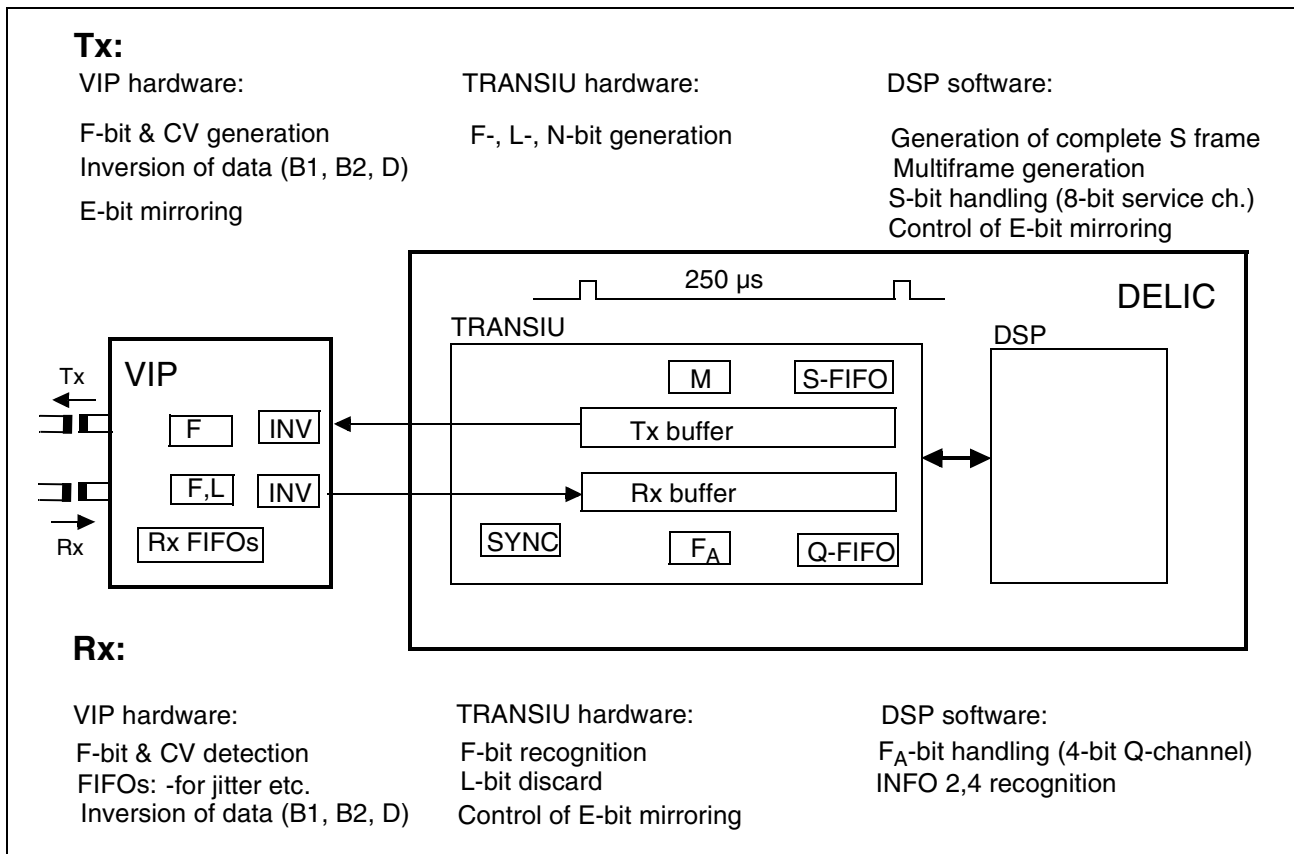 Tx:
VIP hardware:
TRANSIU hardware:
DSP software:
F-bit & CV generation
Inversion of data (B1, B2, D)
E-bit mirroring
F-, L-, N-bit generation
Generation of complete S frame
Multiframe generation
S-bit handling (8-bit service ch.)
Control of E-bit mirroring
250 µs
DELIC
TRANSIU
DSP
VIP
Tx
M
S-FIFO
F
INV
Tx buffer
F,L
INV
Rx buffer
Rx
Rx FIFOs
SYNC
FA
Q-FIFO
Rx:
VIP hardware:
TRANSIU hardware:
DSP software:
F-bit & CV detection
FIFOs: -for jitter etc.
Inversion of data (B1, B2, D)
F-bit recognition
L-bit discard
Control of E-bit mirroring
FA-bit handling (4-bit Q-channel)
INFO 2,4 recognition